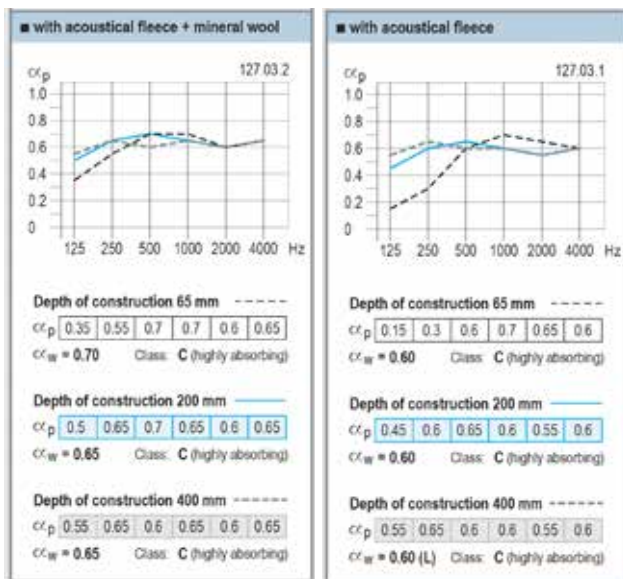 ■ with acoustical fleece + mineral wool
αp 127.03.2
1.0
0.8
0.6
0.4
0.2
0
125 250 500 1000 2000 4000 Hz
Depth of construction 65 mm
αp 0.35 0.55 0.7 0.7 0.6 0.65
αw = 0.70 Class: C (highly absorbing)
Depth of construction 200 mm
αp 0.5 0.65 0.7 0.65 0.6 0.65
αw = 0.65 Class: C (highly absorbing)
Depth of construction 400 mm
αp 0.55 0.65 0.6 0.65 0.6 0.65
αw = 0.65 Class: C (highly absorbing)
■ with acoustical fleece
αp 127.03.1
1.0
0.8
0.6
0.4
0.2
0
125 250 500 1000 2000 4000 Hz
Depth of construction 65 mm
αp 0.15 0.3 0.6 0.7 0.65 0.6
αw = 0.60 Class: C (highly absorbing)
Depth of construction 200 mm
αp 0.45 0.6 0.65 0.6 0.55 0.6
αw = 0.60 Class: C (highly absorbing)
Depth of construction 400 mm
αp 0.55 0.65 0.6 0.6 0.55 0.6
αw = 0.60 (L) Class: C (highly absorbing)